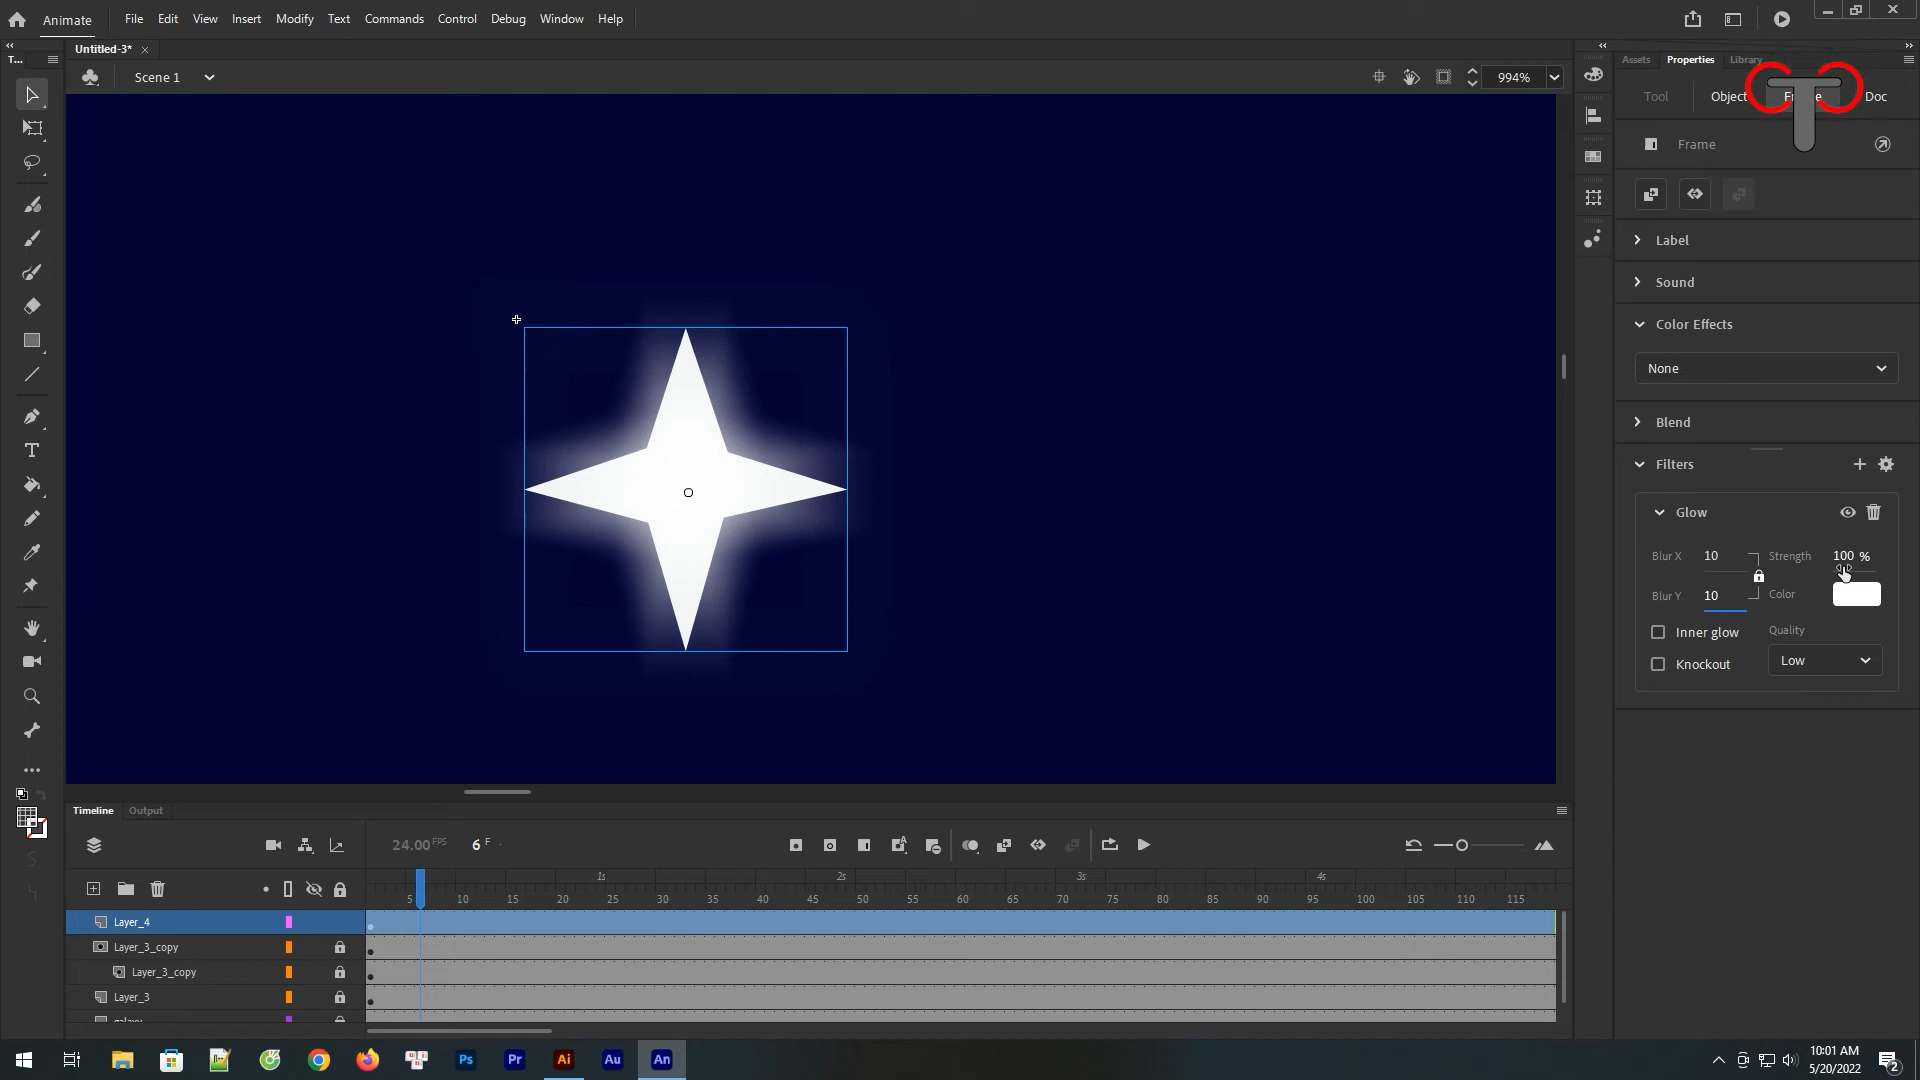 Animate File Edit View Insert Modify Text Commands Control Debug Window Help
Untitled-3*
T...
Assets Properties Library
Scene 1
994%
Tool Object Doc
Frame
Label
Sound
Color Effects
None
Blend
Filters
Glow
Blur X 10 Strength 100 %
Blur Y 10 Color
Inner glow Quality
Knockout Low
Timeline Output
24.00 FPS 6 F
1s 2s 3s 4s
5 10 15 20 25 30 35 40 45 50 55 60 65 70 75 80 85 90 95 100 105 110 115
Layer_4
Layer_3_copy
Layer_3_copy
Layer_3
Ps Pr Ai Au An
10:01 AM
5/20/2022
2